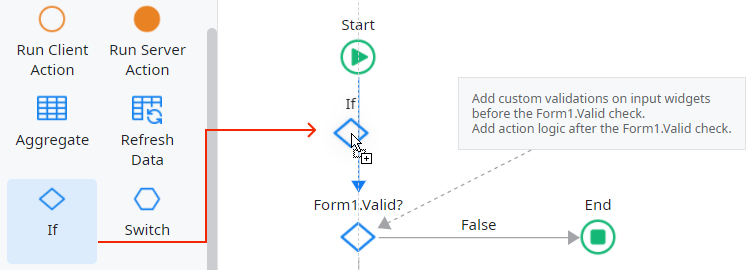 Run Client
Action
Run Server
Action
Aggregate
Refresh
Data
If
Switch
Start
If
Add custom validations on input widgets
before the Form1.Valid check.
Add action logic after the Form1.Valid check.
Form1.Valid?
False
End